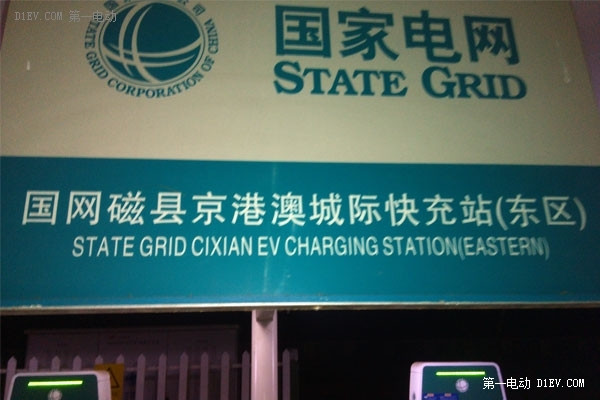 D1EV.COM 第一电动
STATE GRID CORPORATION OF CHINA
国家电网
STATE GRID
国网磁县京港澳城际快充站(东区)
STATE GRID CIXIAN EV CHARGING STATION(EASTERN)
第一电动 D1EV.COM